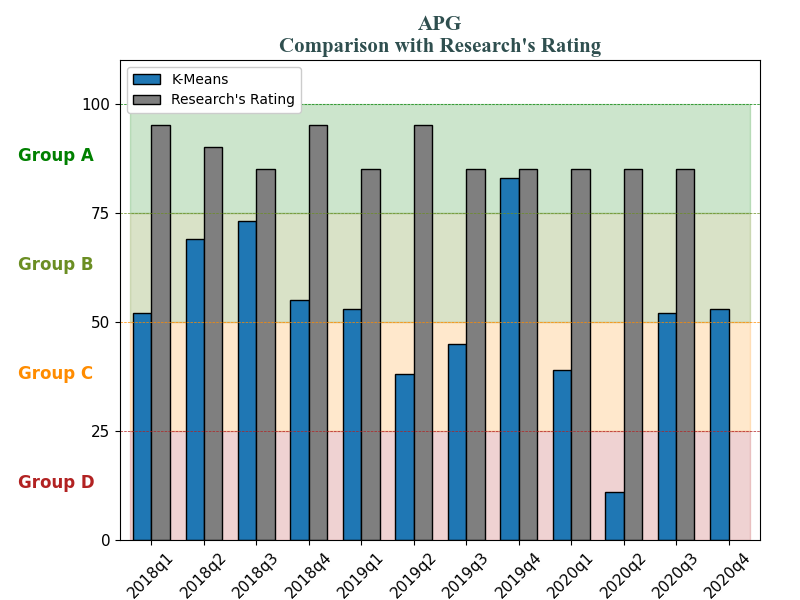 APG
Comparison with Research's Rating
K-Means
Research's Rating
100
Group A
75
Group B
50
Group C
25
Group D
0
2018q1
2018q2
2018q3
2018q4
2019q1
2019q2
2019q3
2019q4
2020q1
2020q2
2020q3
2020q4